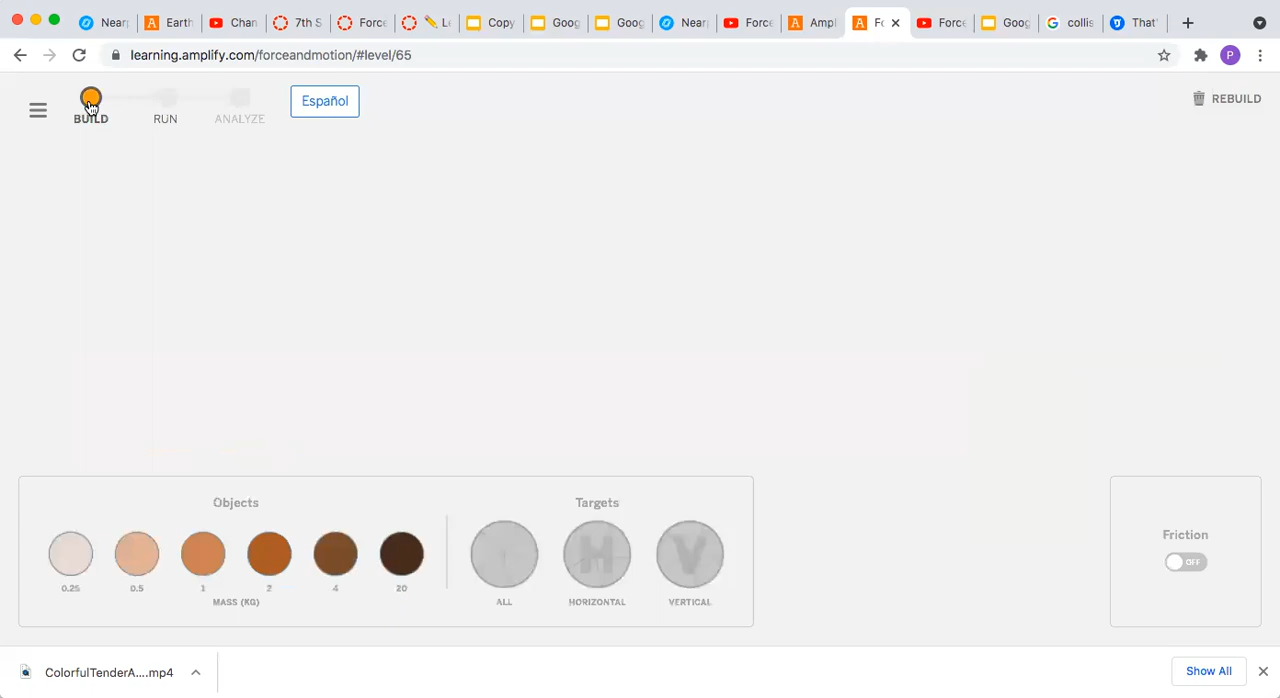 Near
Earth
Chan
7th S
Force
Le
Copy
Goog
Goog
Near
Force
Ampl
Fo
Force
Goog
collis
That'
learning.amplify.com/forceandmotion/#level/65
P
BUILD
RUN
ANALYZE
Español
REBUILD
Objects
Targets
Friction
H
V
OFF
0.25
0.5
1
2
4
20
MASS (KG)
ALL
HORIZONTAL
VERTICAL
ColorfulTenderA....mp4
Show All